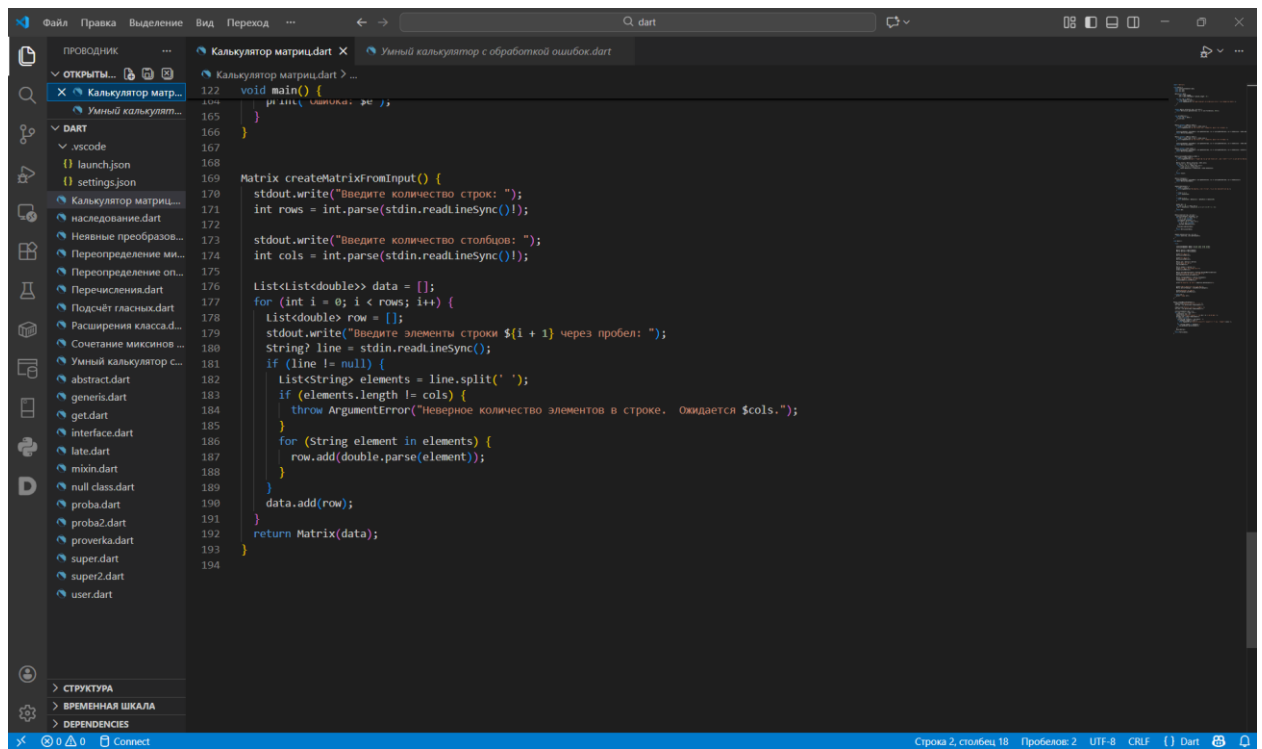 Файл Правка Выделение Вид Переход ··· dart
ПРОВОДНИК ···
ОТКРЫТЫ...
Калькулятор матр...
Умный калькулят...
DART
.vscode
{} launch.json
{} settings.json
Калькулятор матриц....
наследование.dart
Неявные преобразов...
Переопределение ми...
Переопределение оп...
Перечисления.dart
Подсчёт гласных.dart
Расширения класса.d...
Сочетание миксинов ...
Умный калькулятор с...
abstract.dart
generis.dart
get.dart
interface.dart
late.dart
mixin.dart
null class.dart
proba.dart
proba2.dart
proverka.dart
super.dart
super2.dart
user.dart
СТРУКТУРА
ВРЕМЕННАЯ ШКАЛА
DEPENDENCIES
Калькулятор матриц.dart Умный калькулятор с обработкой ошибок.dart ···
Калькулятор матриц.dart > ...
122 void main() {
164 print("Ошибка: $e");
165 }
166 }
167
168
169 Matrix createMatrixFromInput() {
170 stdout.write("Введите количество строк: ");
171 int rows = int.parse(stdin.readLineSync()!);
172
173 stdout.write("Введите количество столбцов: ");
174 int cols = int.parse(stdin.readLineSync()!);
175
176 List<List<double>> data = [];
177 for (int i = 0; i < rows; i++) {
178 List<double> row = [];
179 stdout.write("Введите элементы строки ${i + 1} через пробел: ");
180 String? line = stdin.readLineSync();
181 if (line != null) {
182 List<String> elements = line.split(' ');
183 if (elements.length != cols) {
184 throw ArgumentError("Неверное количество элементов в строке.  Ожидается $cols.");
185 }
186 for (String element in elements) {
187 row.add(double.parse(element));
188 }
189 }
190 data.add(row);
191 }
192 return Matrix(data);
193 }
194
0 0 Connect Строка 2, столбец 18 Пробелов: 2 UTF-8 CRLF {} Dart